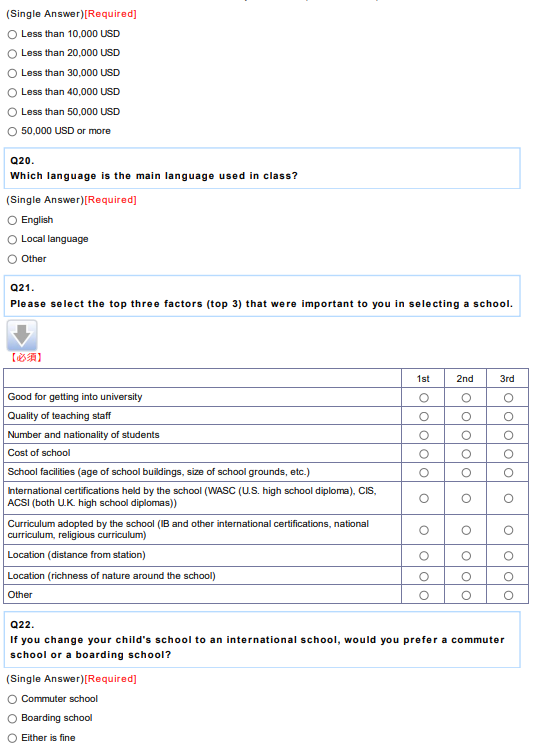 (Single Answer)[Required]
Less than 10,000 USD
Less than 20,000 USD
Less than 30,000 USD
Less than 40,000 USD
Less than 50,000 USD
50,000 USD or more
Q20.
Which language is the main language used in class?
(Single Answer)[Required]
English
Local language
Other
Q21.
Please select the top three factors (top 3) that were important to you in selecting a school.
【必須】
1st 2nd 3rd
Good for getting into university
Quality of teaching staff
Number and nationality of students
Cost of school
School facilities (age of school buildings, size of school grounds, etc.)
International certifications held by the school (WASC (U.S. high school diploma), CIS,
ACSI (both U.K. high school diplomas))
Curriculum adopted by the school (IB and other international certifications, national
curriculum, religious curriculum)
Location (distance from station)
Location (richness of nature around the school)
Other
Q22.
If you change your child's school to an international school, would you prefer a commuter
school or a boarding school?
(Single Answer)[Required]
Commuter school
Boarding school
Either is fine